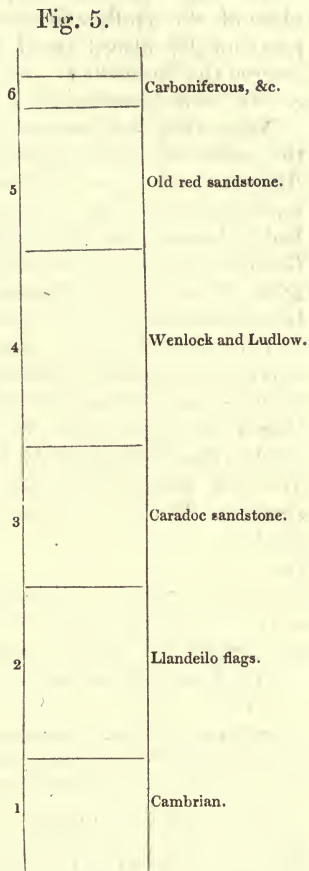 Fig. 5.
6 Carboniferous, &c.
5 Old red sandstone.
4 Wenlock and Ludlow.
3 Caradoc sandstone.
2 Llandeilo flags.
1 Cambrian.